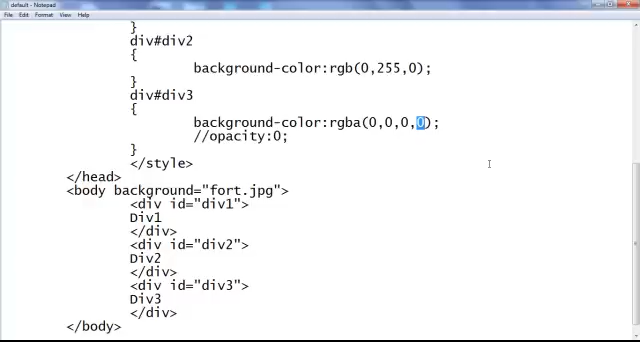 default - Notepad
File Edit Format View Help
}
div#div2
{
background-color:rgb(0,255,0);
}
div#div3
{
background-color:rgba(0,0,0,0);
//opacity:0;
}
</style>
</head>
<body background="fort.jpg">
<div id="div1">
Div1
</div>
<div id="div2">
Div2
</div>
<div id="div3">
Div3
</div>
</body>